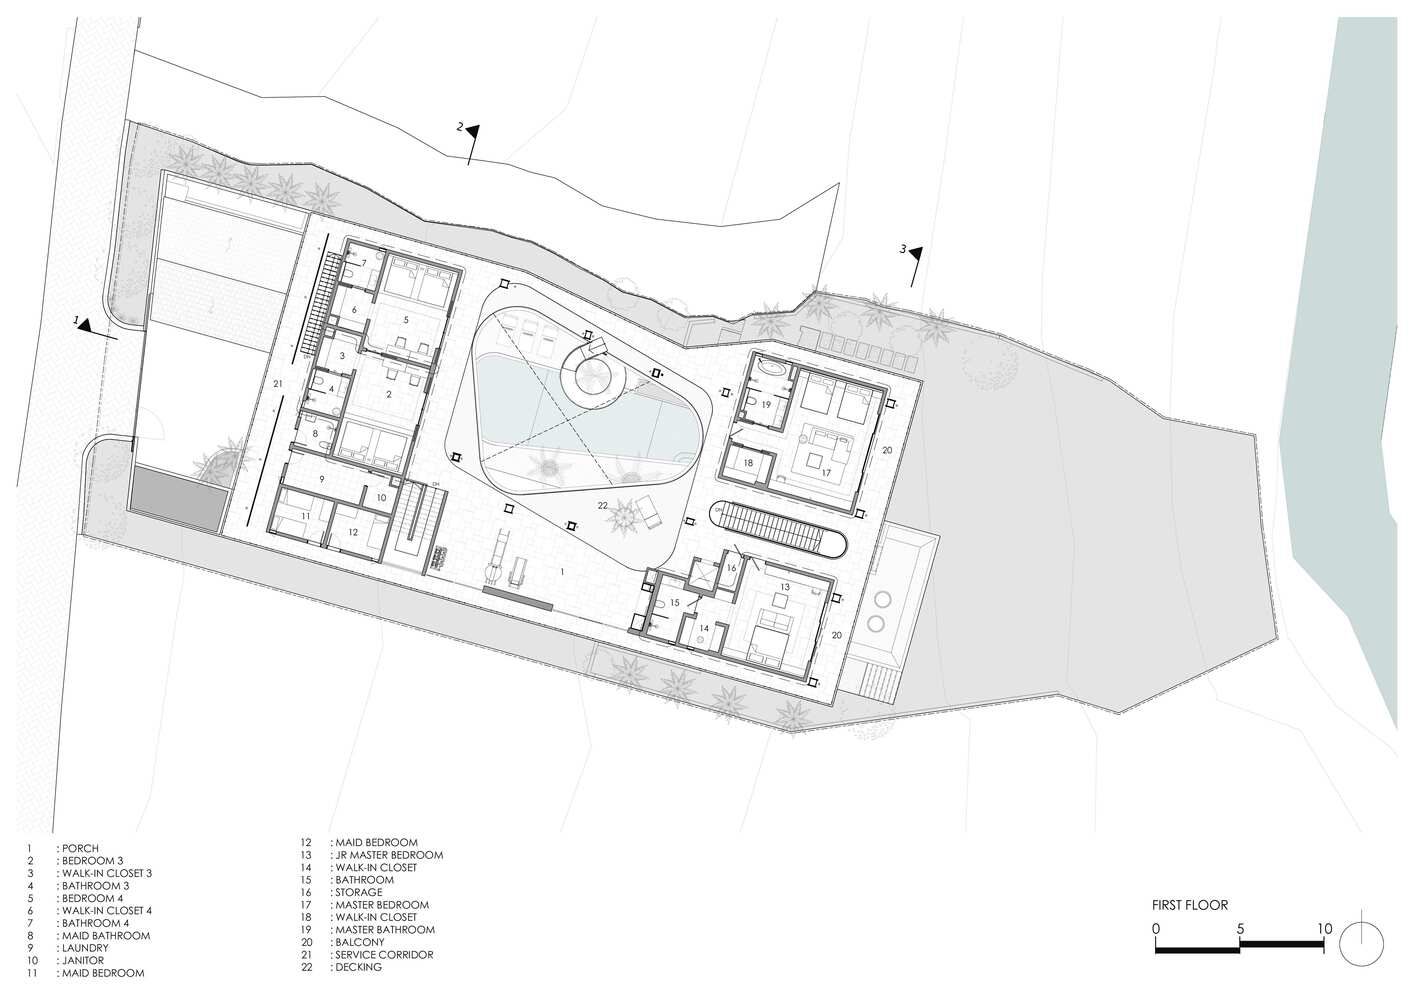 2
3
1
7
6
5
3
4
2
21
8
9
10
11
12
DN
DN
1
22
DN
19
20
18
17
16
13
15
14
20
1 : PORCH
2 : BEDROOM 3
3 : WALK-IN CLOSET 3
4 : BATHROOM 3
5 : BEDROOM 4
6 : WALK-IN CLOSET 4
7 : BATHROOM 4
8 : MAID BATHROOM
9 : LAUNDRY
10 : JANITOR
11 : MAID BEDROOM
12 : MAID BEDROOM
13 : JR MASTER BEDROOM
14 : WALK-IN CLOSET
15 : BATHROOM
16 : STORAGE
17 : MASTER BEDROOM
18 : WALK-IN CLOSET
19 : MASTER BATHROOM
20 : BALCONY
21 : SERVICE CORRIDOR
22 : DECKING
FIRST FLOOR
0 5 10